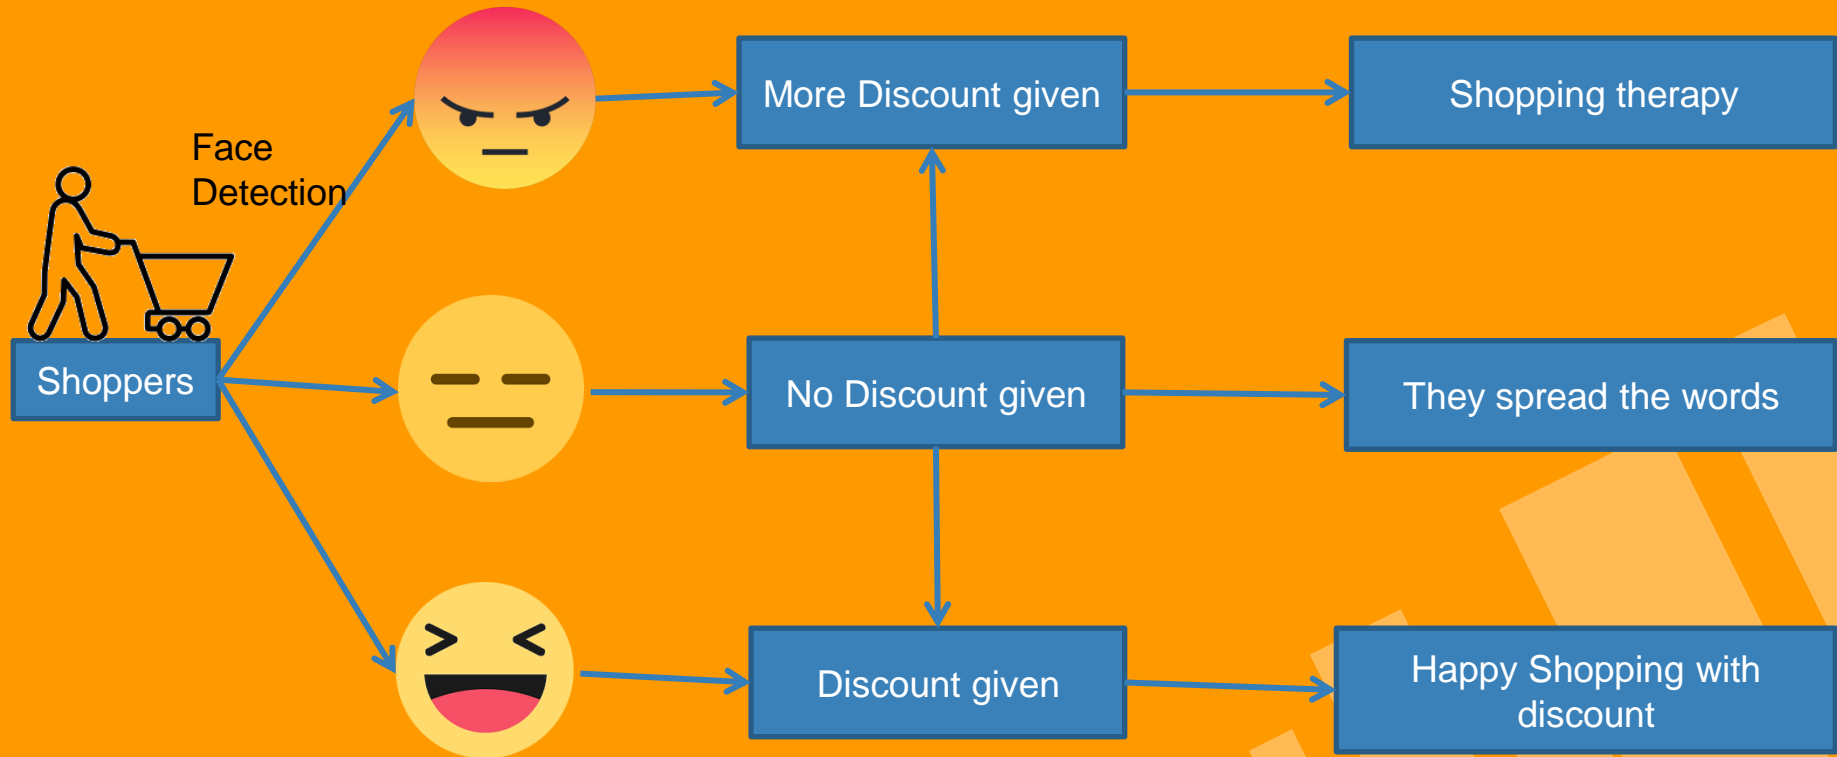 Face
Detection
Shoppers
More Discount given
Shopping therapy
No Discount given
They spread the words
Discount given
Happy Shopping with
discount